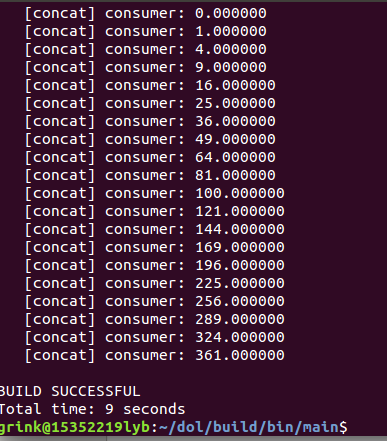 [concat] consumer: 0.000000
[concat] consumer: 1.000000
[concat] consumer: 4.000000
[concat] consumer: 9.000000
[concat] consumer: 16.000000
[concat] consumer: 25.000000
[concat] consumer: 36.000000
[concat] consumer: 49.000000
[concat] consumer: 64.000000
[concat] consumer: 81.000000
[concat] consumer: 100.000000
[concat] consumer: 121.000000
[concat] consumer: 144.000000
[concat] consumer: 169.000000
[concat] consumer: 196.000000
[concat] consumer: 225.000000
[concat] consumer: 256.000000
[concat] consumer: 289.000000
[concat] consumer: 324.000000
[concat] consumer: 361.000000
BUILD SUCCESSFUL
Total time: 9 seconds
grink@15352219lyb:~/dol/build/bin/main$